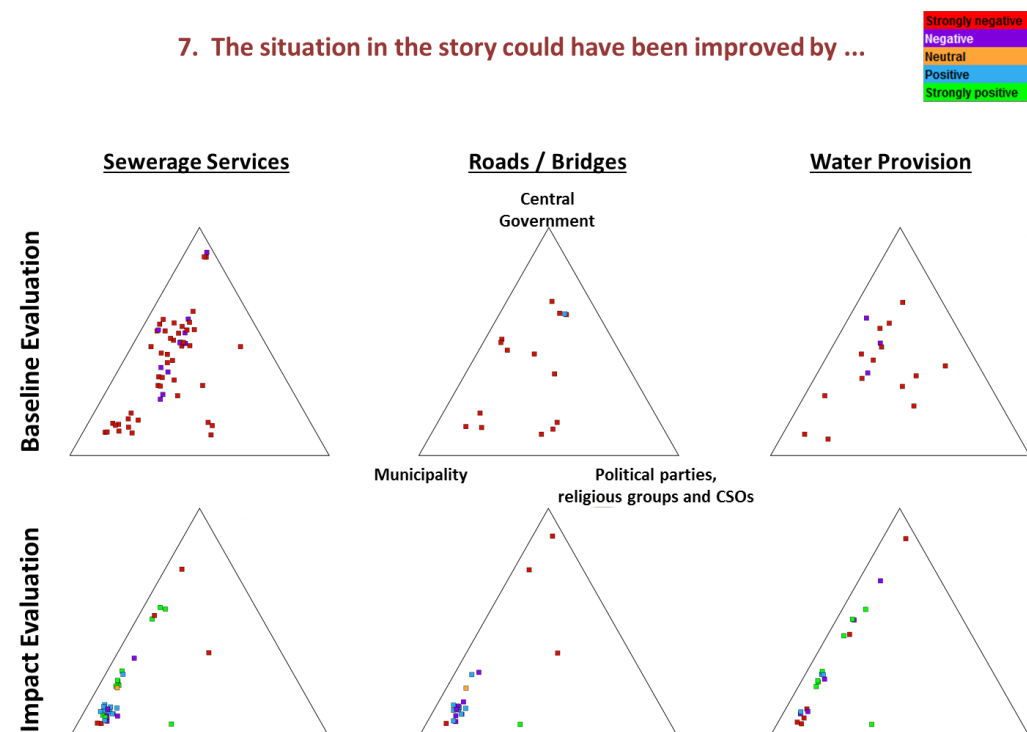 7. The situation in the story could have been improved by ...
Strongly negative
Negative
Neutral
Positive
Strongly positive
Sewerage Services
Roads / Bridges
Water Provision
Central
Government
Baseline Evaluation
Municipality
Political parties,
religious groups and CSOs
Impact Evaluation